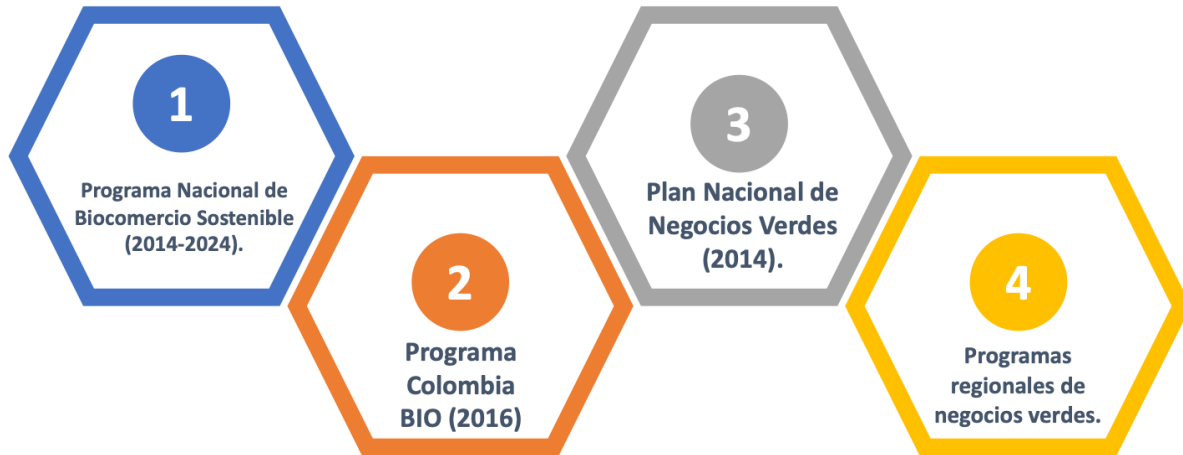 1
Programa Nacional de
Biocomercio Sostenible
(2014-2024).
2
Programa
Colombia
BIO (2016)
3
Plan Nacional de
Negocios Verdes
(2014).
4
Programas
regionales de
negocios verdes.